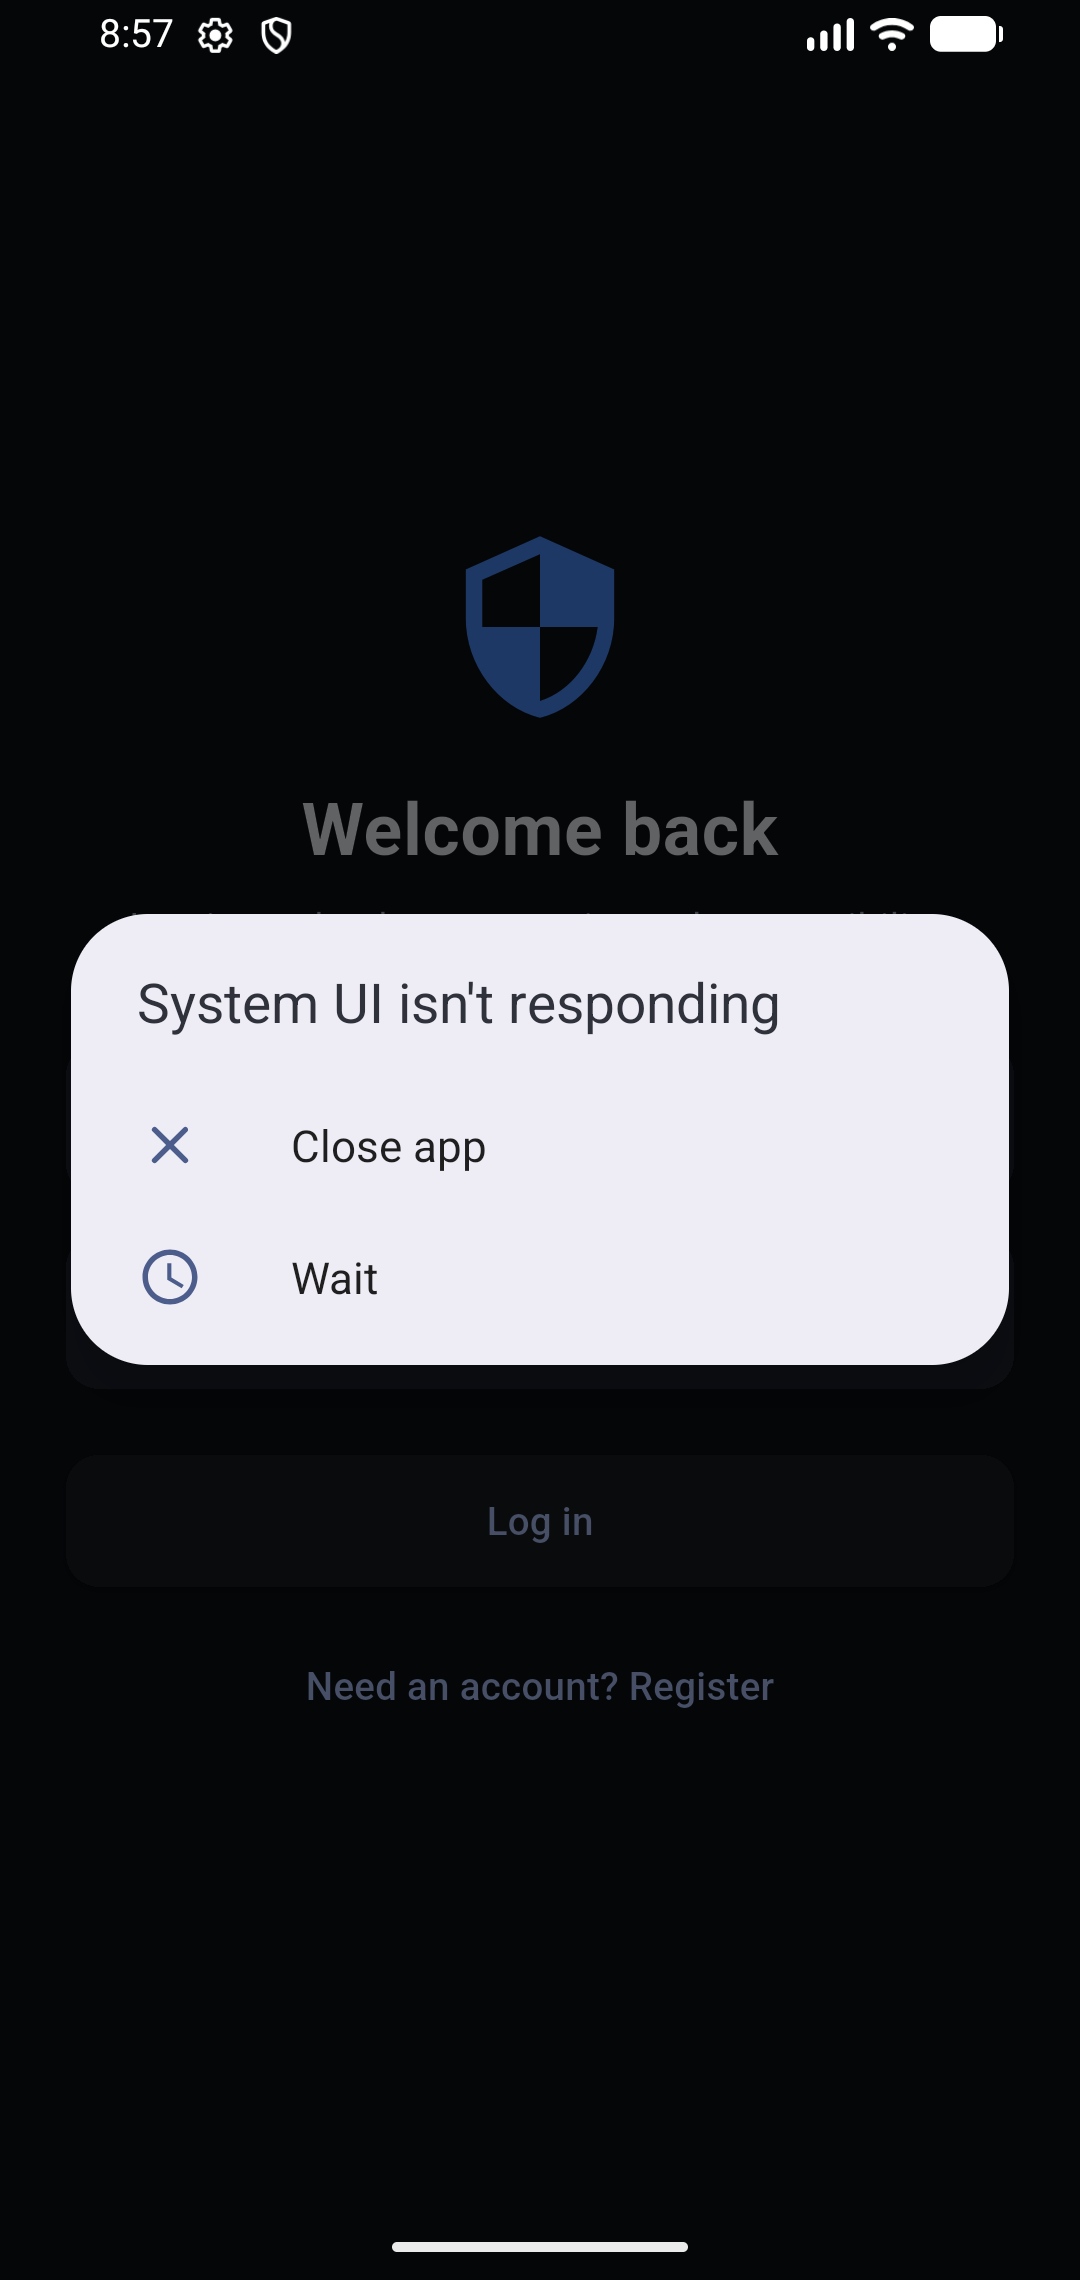 8:57
Welcome back
System UI isn't responding
Close app
Wait
Log in
Need an account? Register